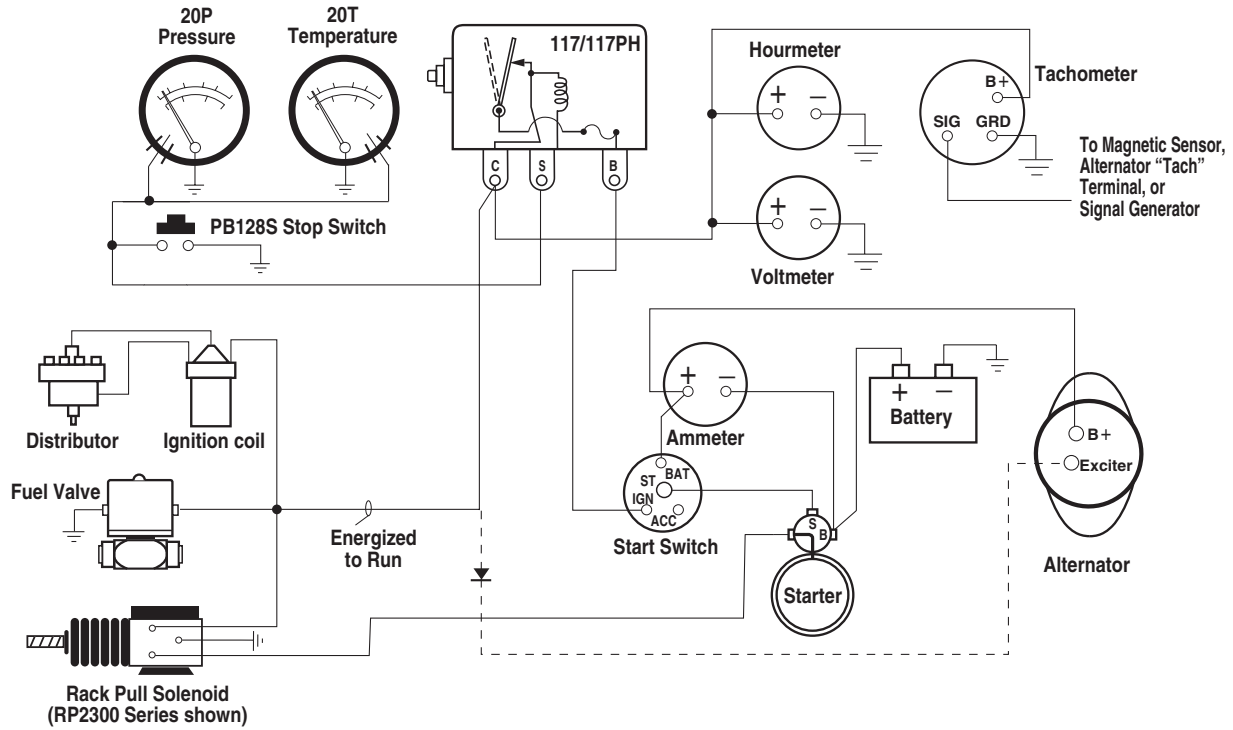 20P
Pressure
20T
Temperature
117/117PH
C
S
B
PB128S Stop Switch
Hourmeter
+
–
Voltmeter
+
–
B+
SIG
GRD
Tachometer
To Magnetic Sensor,
Alternator “Tach”
Terminal, or
Signal Generator
Distributor
Ignition coil
Fuel Valve
Energized
to Run
Rack Pull Solenoid
(RP2300 Series shown)
+
–
Ammeter
BAT
ST
IGN
ACC
Start Switch
S
B
Starter
+
–
Battery
B+
Exciter
Alternator